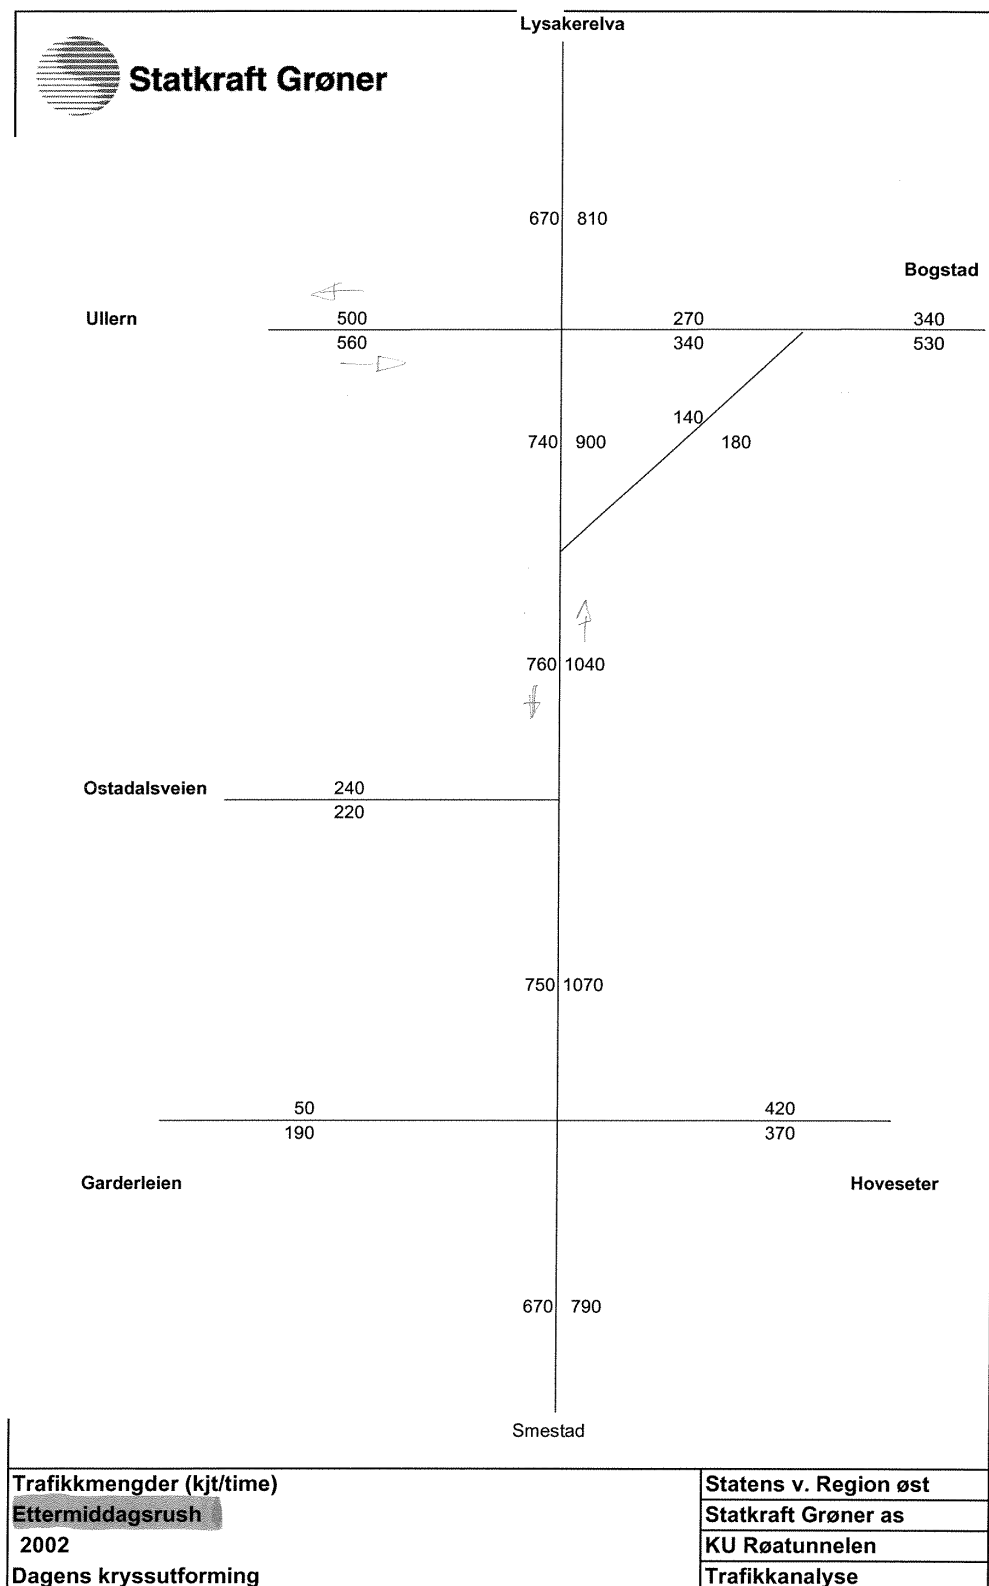 Lysakerelva
Statkraft Grøner
670 810
Bogstad
Ullern
500
270
340
560
340
530
140
740 900
180
760 1040
Ostadalsveien
240
220
750 1070
50
420
190
370
Garderleien
Hoveseter
670 790
Smestad
Trafikkmengder (kjt/time)
Statens v. Region øst
Ettermiddagsrush
Statkraft Grøner as
2002
KU Røatunnelen
Dagens kryssutforming
Trafikkanalyse